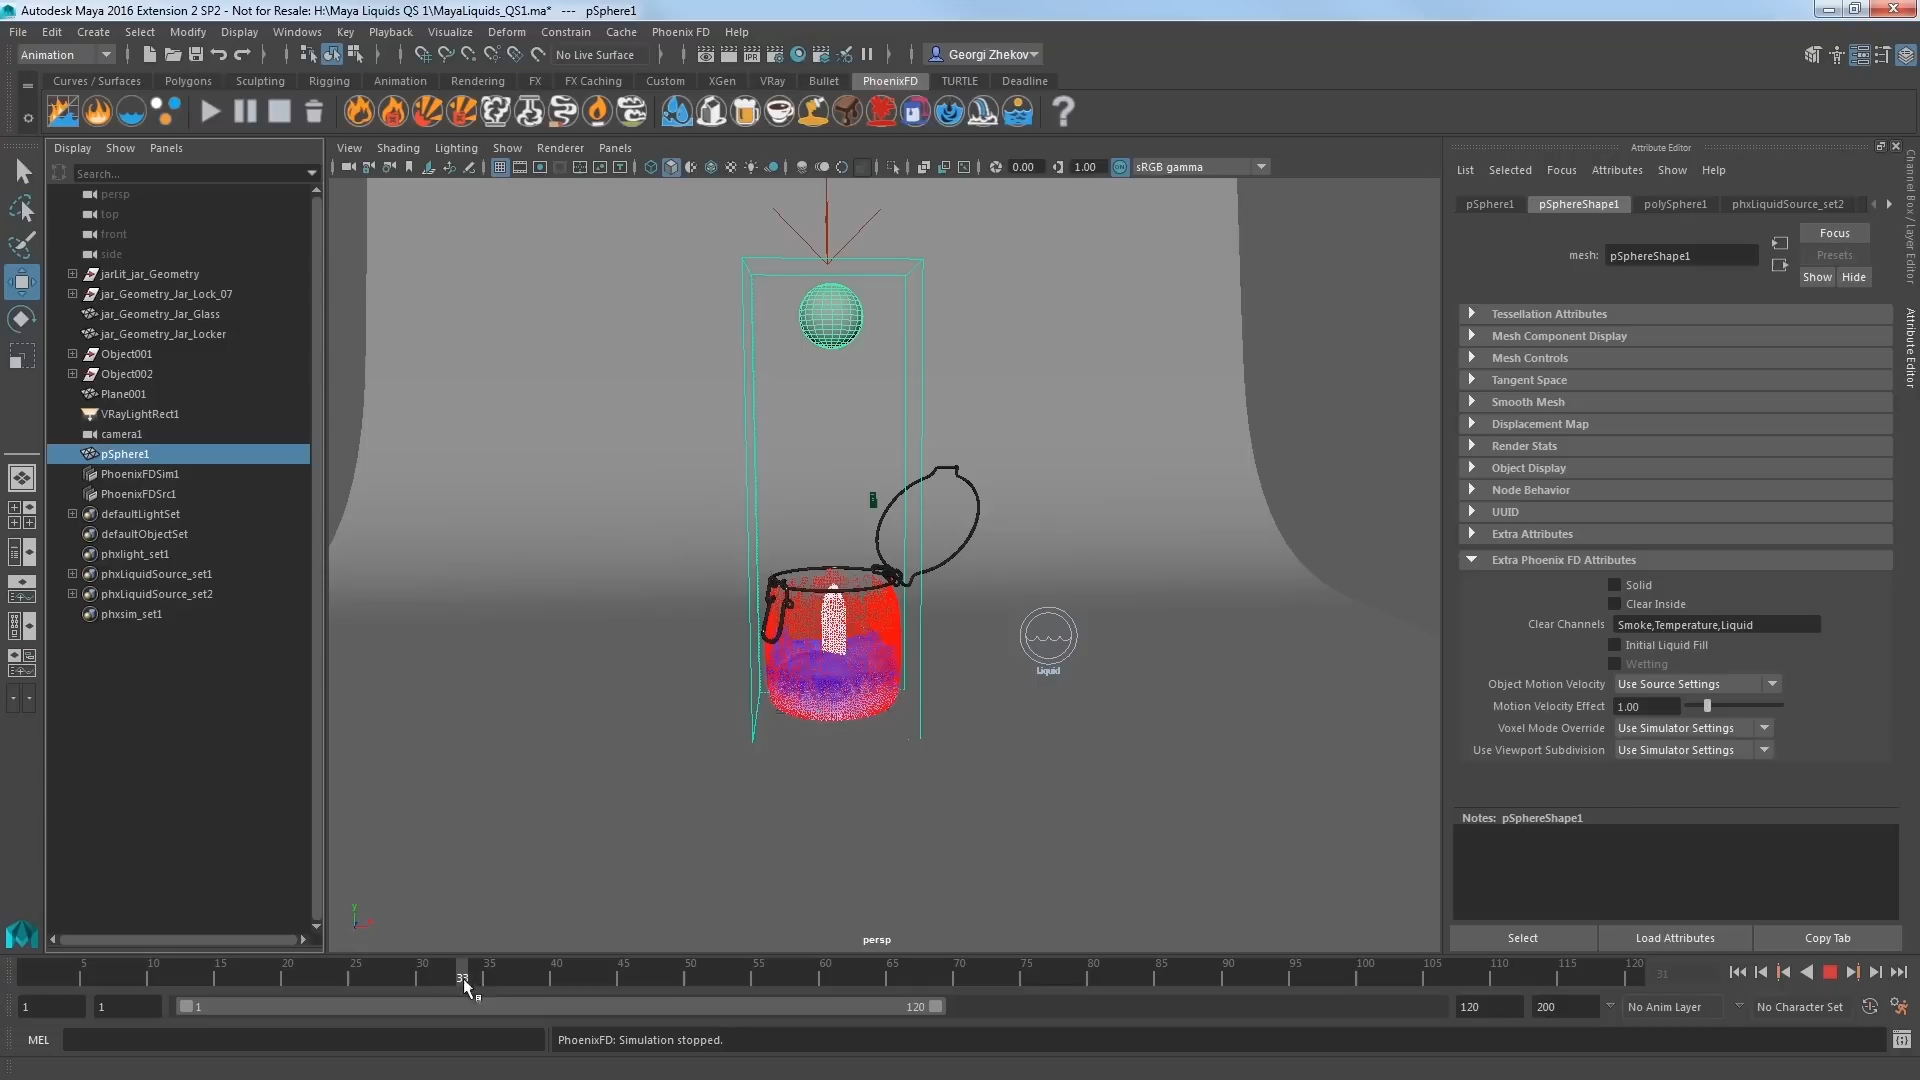 Autodesk Maya 2016 Extension 2 SP2 - Not for Resale: H:\Maya Liquids QS 1\MayaLiquids_QS1.ma* --- pSphere1
File Edit Create Select Modify Display Windows Key Playback Visualize Deform Constrain Cache Phoenix FD Help
Animation No Live Surface Georgi Zhekov
Curves / Surfaces Polygons Sculpting Rigging Animation Rendering FX FX Caching Custom XGen VRay Bullet PhoenixFD TURTLE Deadline
Display Show Panels
Search...
persp
top
front
side
jarLit_jar_Geometry
jar_Geometry_Jar_Lock_07
jar_Geometry_Jar_Glass
jar_Geometry_Jar_Locker
Object001
Object002
Plane001
VRayLightRect1
camera1
pSphere1
PhoenixFDSim1
PhoenixFDSrc1
defaultLightSet
defaultObjectSet
phxlight_set1
phxLiquidSource_set1
phxLiquidSource_set2
phxsim_set1
View Shading Lighting Show Renderer Panels
0.00 1.00 ON sRGB gamma
Liquid
y
persp
Attribute Editor
List Selected Focus Attributes Show Help
pSphere1 pSphereShape1 polySphere1 phxLiquidSource_set2
mesh: pSphereShape1
Focus
Presets
Show Hide
Tessellation Attributes
Mesh Component Display
Mesh Controls
Tangent Space
Smooth Mesh
Displacement Map
Render Stats
Object Display
Node Behavior
UUID
Extra Attributes
Extra Phoenix FD Attributes
Solid
Clear Inside
Clear Channels Smoke,Temperature,Liquid
Initial Liquid Fill
Wetting
Object Motion Velocity Use Source Settings
Motion Velocity Effect 1.00
Voxel Mode Override Use Simulator Settings
Use Viewport Subdivision Use Simulator Settings
Notes: pSphereShape1
Select Load Attributes Copy Tab
Channel Box / Layer Editor
Attribute Editor
5 10 15 20 25 30 35 40 45 50 55 60 65 70 75 80 85 90 95 100 105 110 115 120
33 31
1 1 1 120 120 200 No Anim Layer No Character Set
MEL PhoenixFD: Simulation stopped.